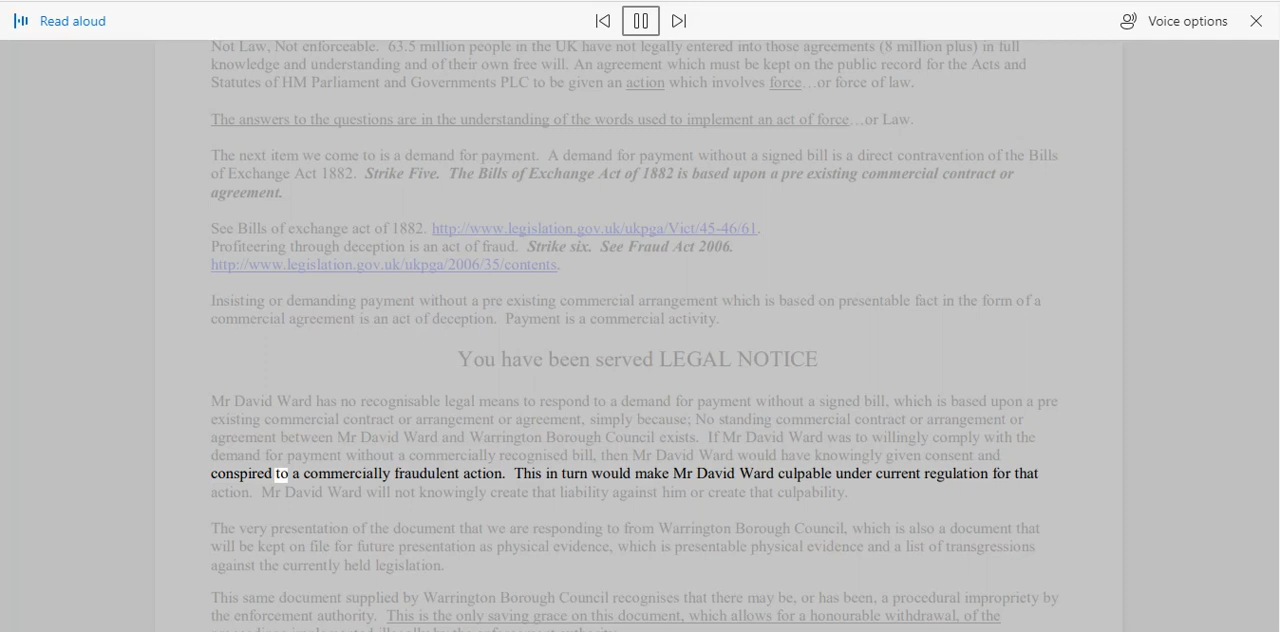 Read aloud
Voice options
Not Law, Not enforceable.  63.5 million people in the UK have not legally entered into those agreements (8 million plus) in full
knowledge and understanding and of their own free will. An agreement which must be kept on the public record for the Acts and
Statutes of HM Parliament and Governments PLC to be given an action which involves force…or force of law.
The answers to the questions are in the understanding of the words used to implement an act of force…or Law.
The next item we come to is a demand for payment.  A demand for payment without a signed bill is a direct contravention of the Bills
of Exchange Act 1882.  Strike Five.  The Bills of Exchange Act of 1882 is based upon a pre existing commercial contract or
agreement.
See Bills of exchange act of 1882. http://www.legislation.gov.uk/ukpga/Vict/45-46/61.
Profiteering through deception is an act of fraud.  Strike six.  See Fraud Act 2006.
http://www.legislation.gov.uk/ukpga/2006/35/contents.
Insisting or demanding payment without a pre existing commercial arrangement which is based on presentable fact in the form of a
commercial agreement is an act of deception.  Payment is a commercial activity.
You have been served LEGAL NOTICE
Mr David Ward has no recognisable legal means to respond to a demand for payment without a signed bill, which is based upon a pre
existing commercial contract or arrangement or agreement, simply because; No standing commercial contract or arrangement or
agreement between Mr David Ward and Warrington Borough Council exists.  If Mr David Ward was to willingly comply with the
demand for payment without a commercially recognised bill, then Mr David Ward would have knowingly given consent and
conspired to a commercially fraudulent action.  This in turn would make Mr David Ward culpable under current regulation for that
action.  Mr David Ward will not knowingly create that liability against him or create that culpability.
The very presentation of the document that we are responding to from Warrington Borough Council, which is also a document that
will be kept on file for future presentation as physical evidence, which is presentable physical evidence and a list of transgressions
against the currently held legislation.
This same document supplied by Warrington Borough Council recognises that there may be, or has been, a procedural impropriety by
the enforcement authority.  This is the only saving grace on this document, which allows for a honourable withdrawal, of the